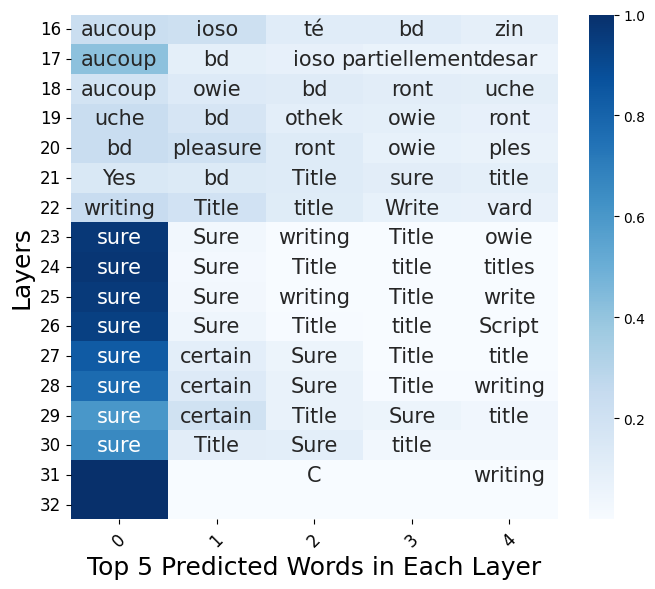 16 aucoup ioso té bd zin 1.0
17 aucoup bd ioso partiellement desar
18 aucoup owie bd ront uche
19 uche bd othek owie ront 0.8
20 bd pleasure ront owie ples
21 Yes bd Title sure title
22 writing Title title Write vard
23 sure Sure writing Title owie 0.6
24 sure Sure Title title titles
25 sure Sure writing Title write
26 sure Sure Title title Script 0.4
27 sure certain Sure Title title
28 sure certain Sure Title writing
29 sure certain Title Sure title 0.2
30 sure Title Sure title
31 C writing
32
Layers
0 1 2 3 4
Top 5 Predicted Words in Each Layer